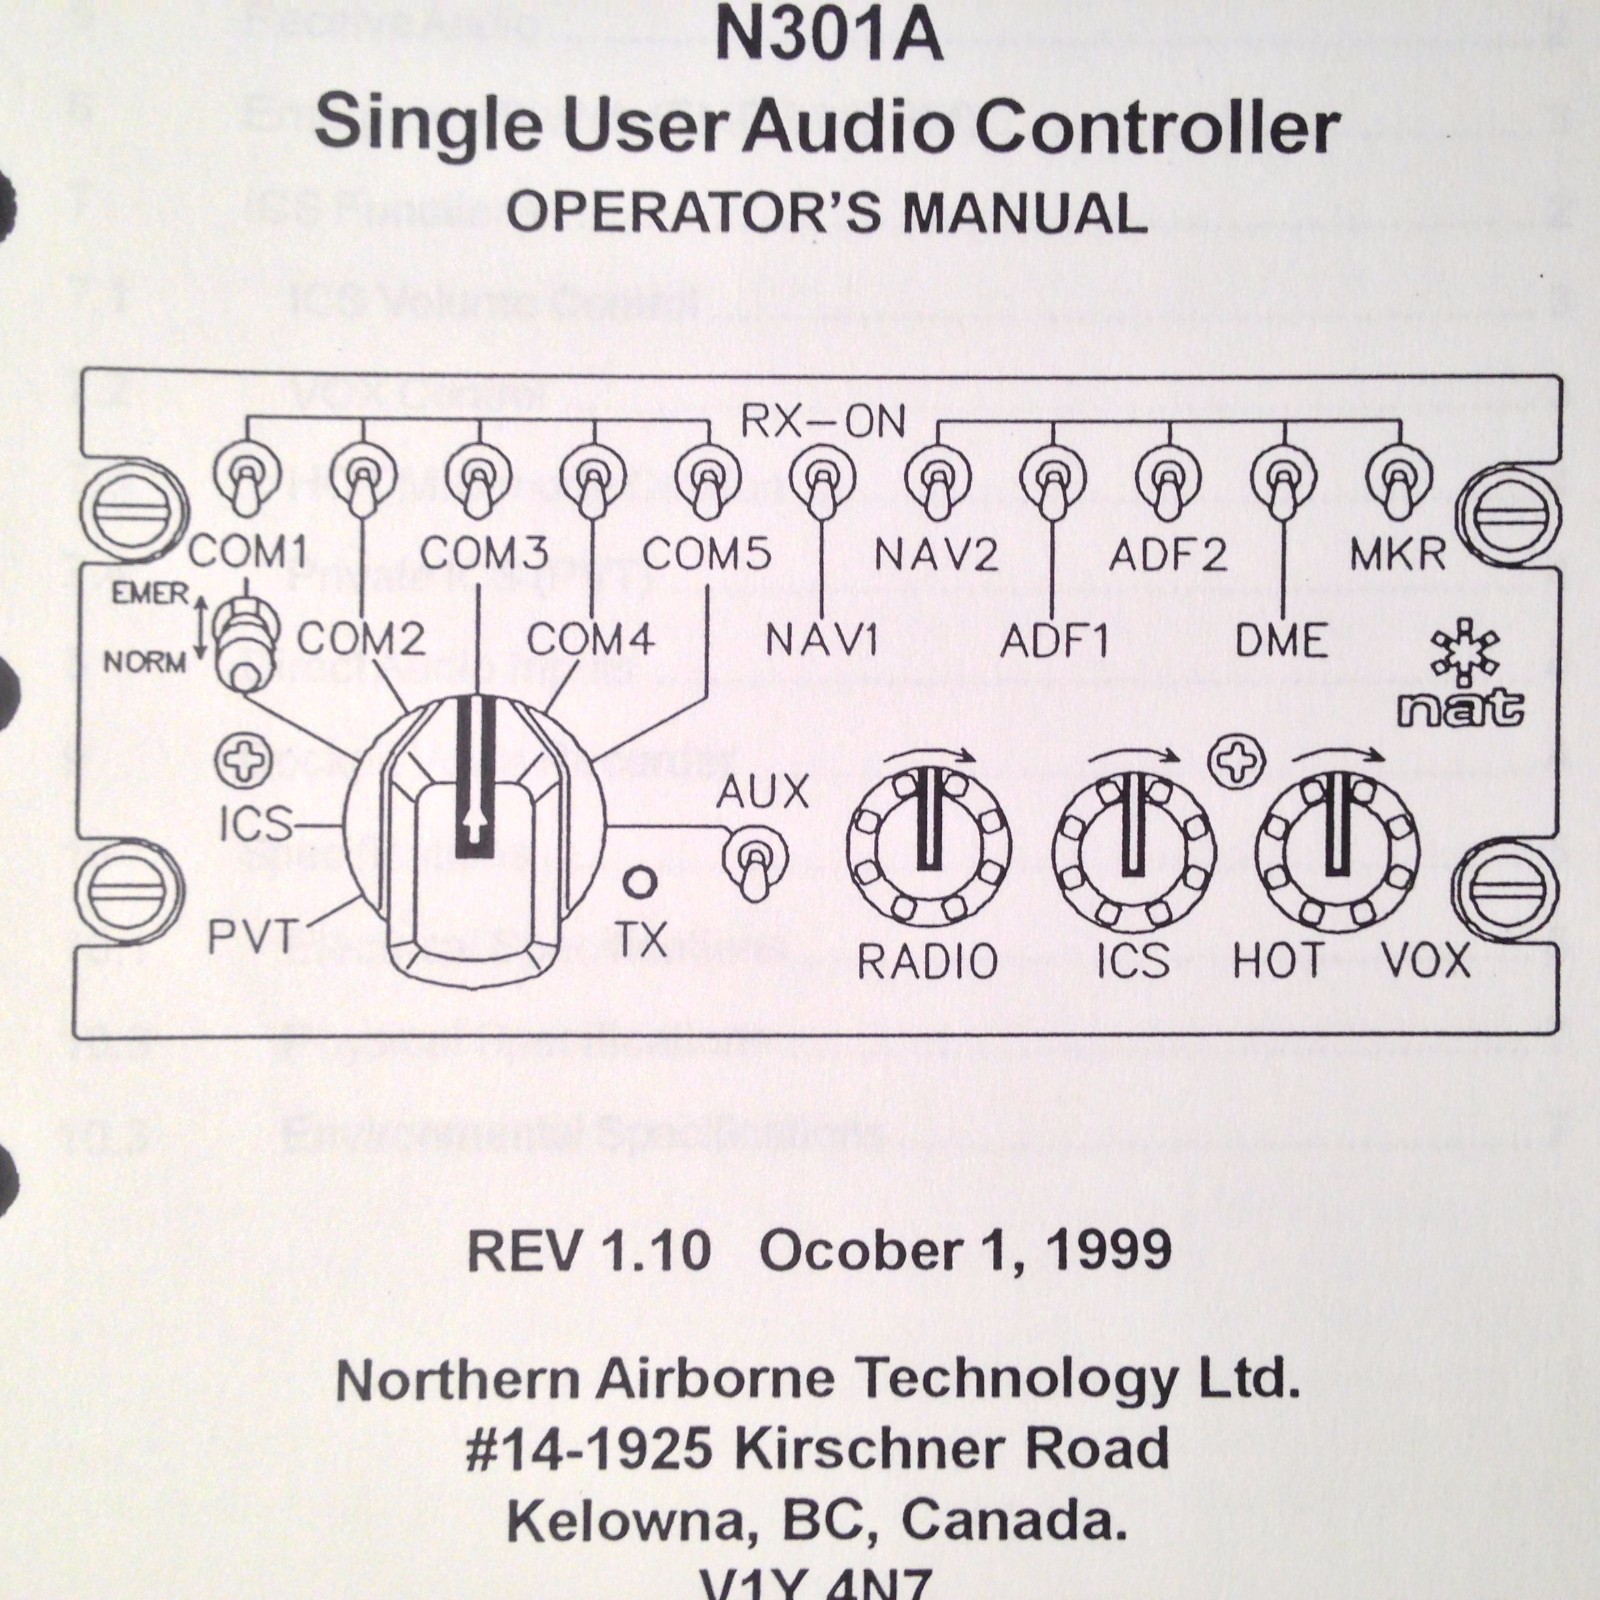 N301A
Single User Audio Controller
OPERATOR'S MANUAL
RX-ON
COM1 COM3 COM5 NAV2 ADF2 MKR
EMER
COM2 COM4 NAV1 ADF1 DME
NORM
nat
AUX
ICS
PVT TX RADIO ICS HOT VOX
REV 1.10 Ocober 1, 1999
Northern Airborne Technology Ltd.
#14-1925 Kirschner Road
Kelowna, BC, Canada.
V1Y 4N7